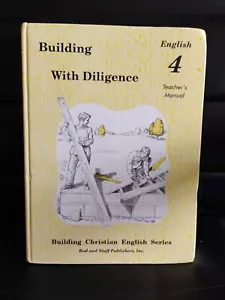 Building
English
With Diligence
4
Teacher's
Manual
Building Christian English Series
Rod and Staff Publishers, Inc.